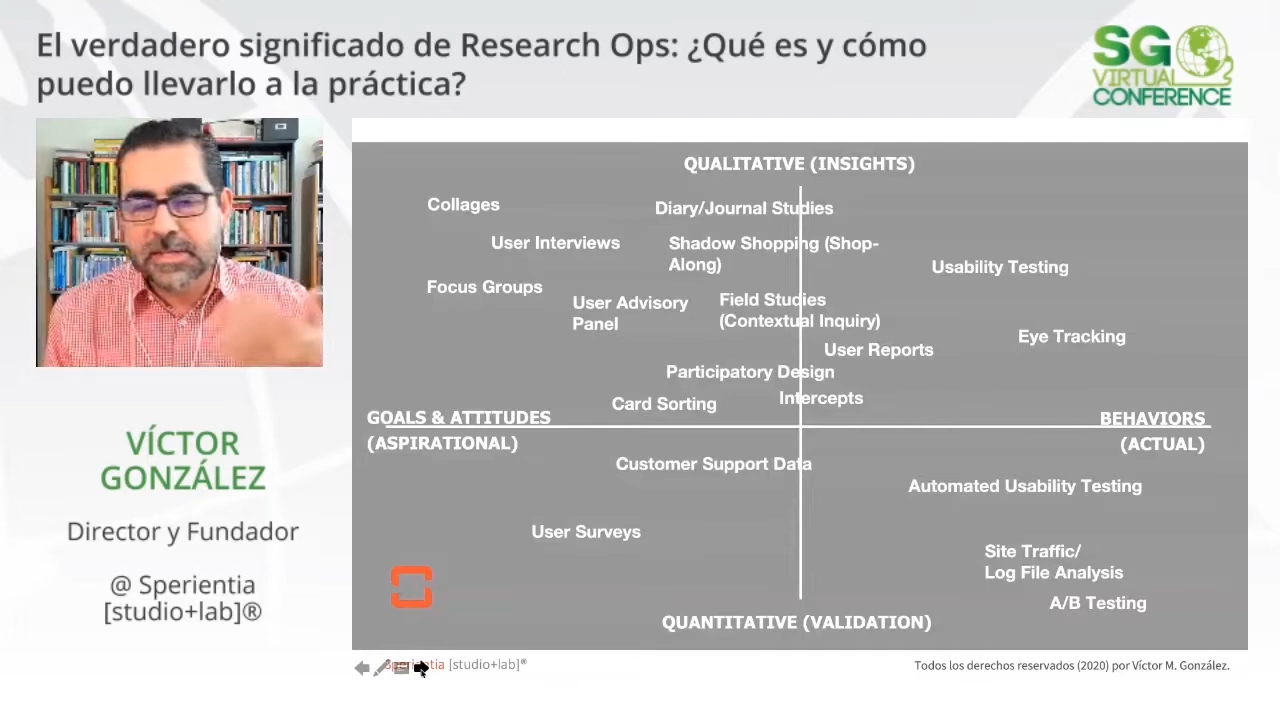 El verdadero significado de Research Ops: ¿Qué es y cómo
puedo llevarlo a la práctica?
SG
VIRTUAL
CONFERENCE
VÍCTOR
GONZÁLEZ
Director y Fundador
@ Sperientia
[studio+lab]®
QUALITATIVE (INSIGHTS)
Collages
Diary/Journal Studies
User Interviews
Shadow Shopping (Shop-
Along)
Usability Testing
Focus Groups
User Advisory
Panel
Field Studies
(Contextual Inquiry)
Eye Tracking
User Reports
Participatory Design
Intercepts
Card Sorting
GOALS & ATTITUDES
(ASPIRATIONAL)
BEHAVIORS
(ACTUAL)
Customer Support Data
Automated Usability Testing
User Surveys
Site Traffic/
Log File Analysis
A/B Testing
QUANTITATIVE (VALIDATION)
Sperientia [studio+lab]®
Todos los derechos reservados (2020) por Víctor M. González.